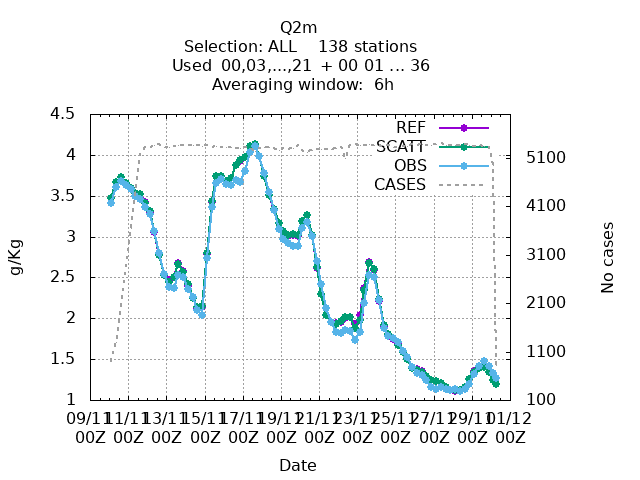 Q2m
Selection: ALL    138 stations
Used  00,03,...,21  + 00 01 ... 36
Averaging window:  6h
REF
SCATT
OBS
CASES
g/Kg
4.5
4
3.5
3
2.5
2
1.5
1
No cases
5100
4100
3100
2100
1100
100
09/11 11/11 13/11 15/11 17/11 19/11 21/11 23/11 25/11 27/11 29/11 01/12
00Z 00Z 00Z 00Z 00Z 00Z 00Z 00Z 00Z 00Z 00Z 00Z
Date